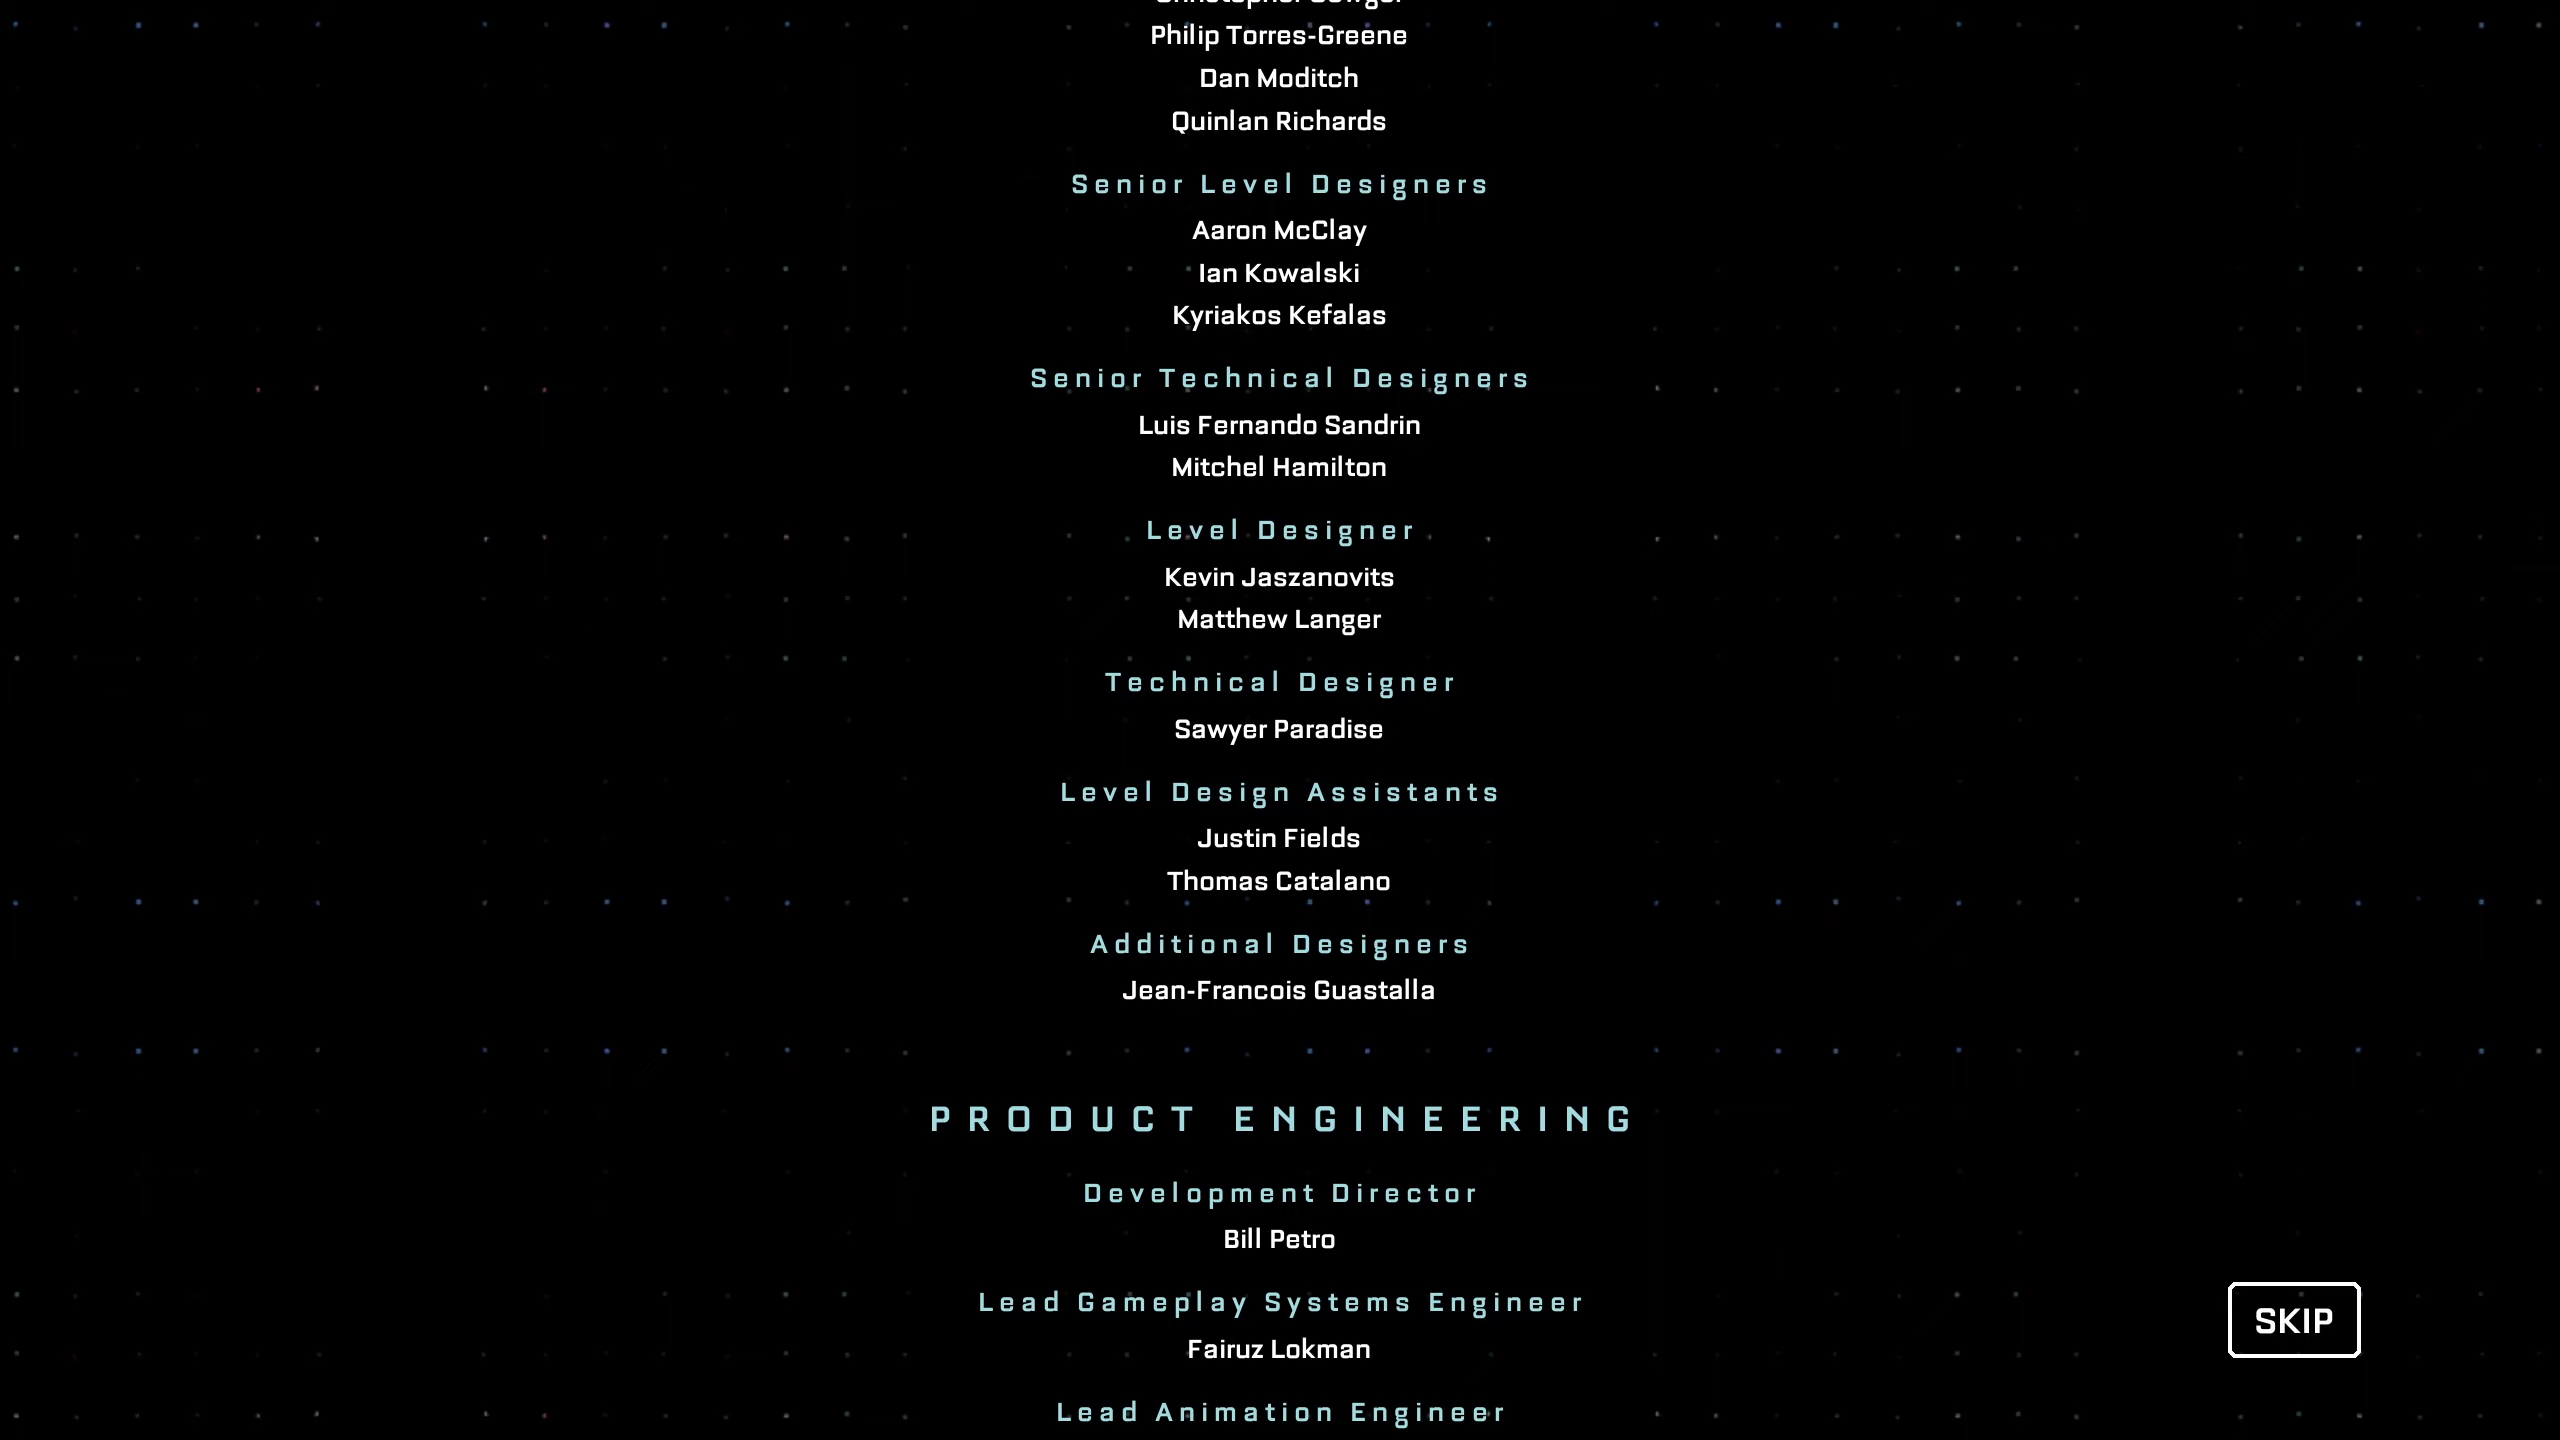 Philip Torres-Greene
Dan Moditch
Quinlan Richards
Senior Level Designers
Aaron McClay
Ian Kowalski
Kyriakos Kefalas
Senior Technical Designers
Luis Fernando Sandrin
Mitchel Hamilton
Level Designer
Kevin Jaszanovits
Matthew Langer
Technical Designer
Sawyer Paradise
Level Design Assistants
Justin Fields
Thomas Catalano
Additional Designers
Jean-Francois Guastalla
PRODUCT ENGINEERING
Development Director
Bill Petro
Lead Gameplay Systems Engineer
Fairuz Lokman
SKIP
Lead Animation Engineer